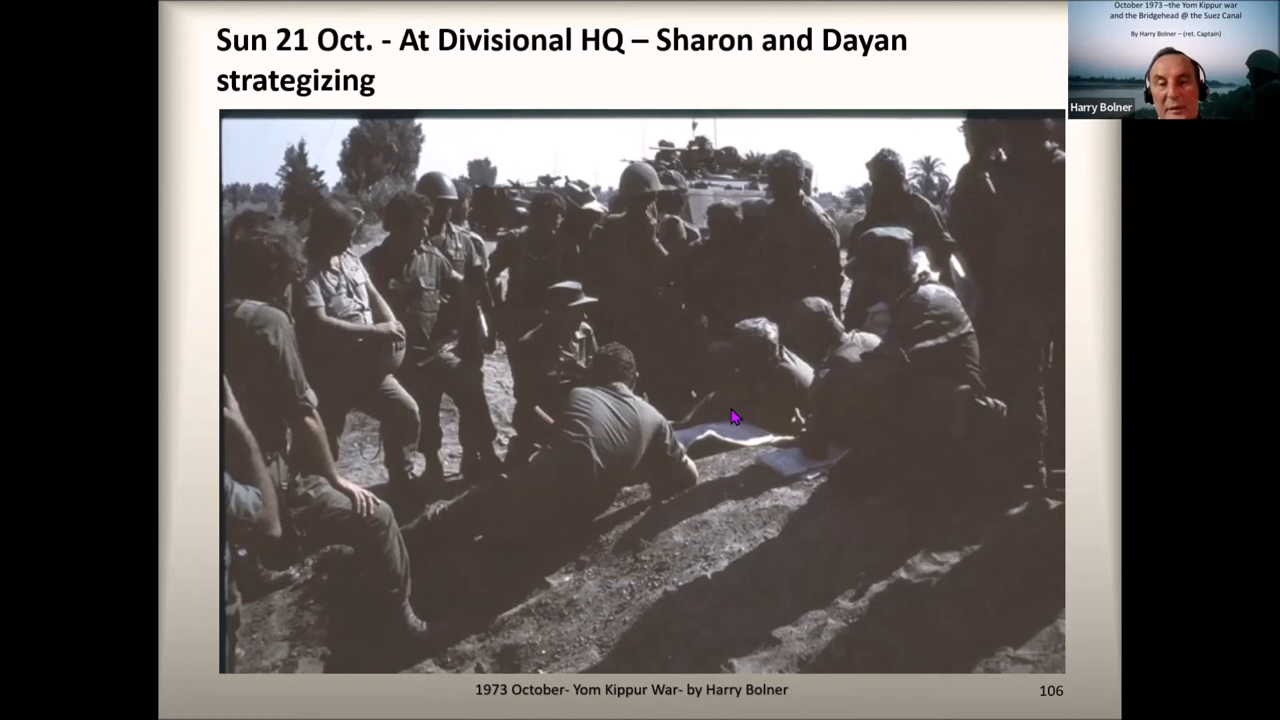 Sun 21 Oct. - At Divisional HQ – Sharon and Dayan
strategizing
October 1973 –the Yom Kippur war
and the Bridgehead @ the Suez Canal
By Harry Bolner – (ret. Captain)
Harry Bolner
1973 October- Yom Kippur War- by Harry Bolner
106